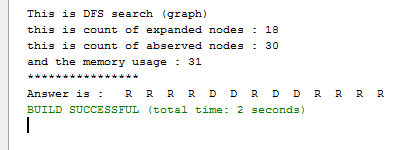 This is DFS search (graph)
this is count of expanded nodes : 18
this is count of abserved nodes : 30
and the memory usage : 31
****************
Answer is : R R R R D D R D D R R R R
BUILD SUCCESSFUL (total time: 2 seconds)